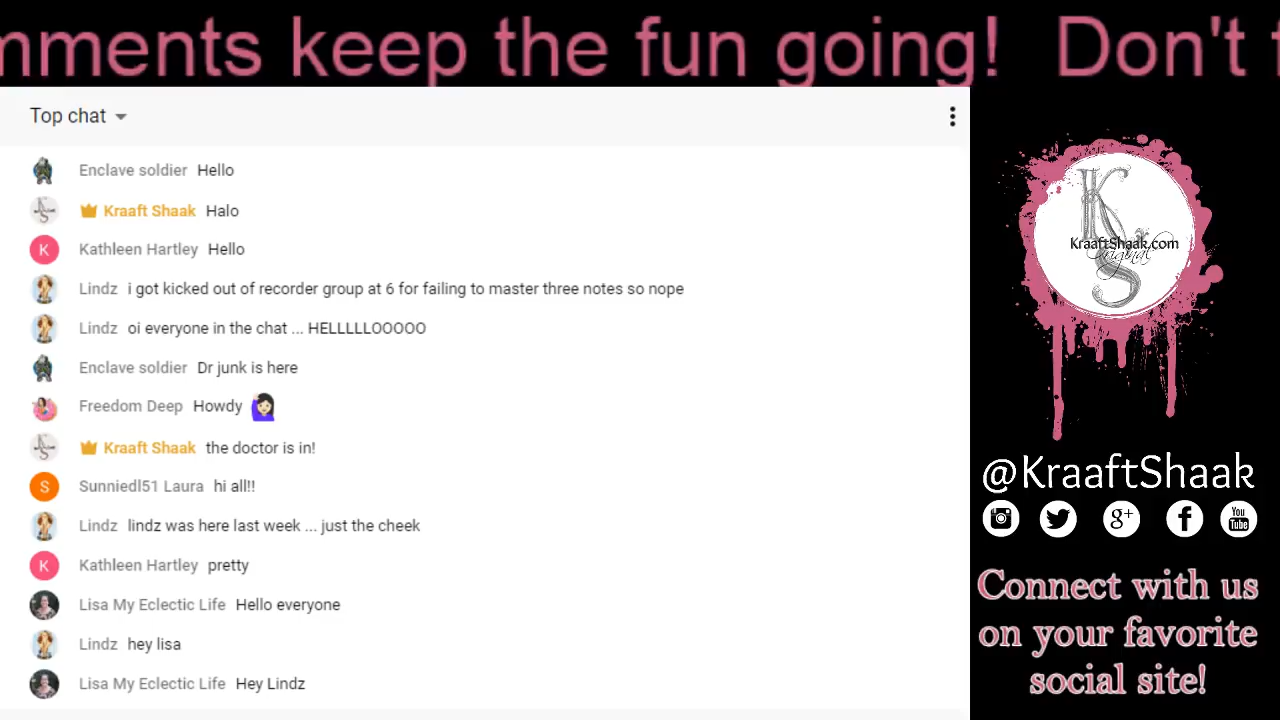 mments keep the fun going!  Don't
Top chat
Enclave soldier Hello
Kraaft Shaak Halo
K Kathleen Hartley Hello
Lindz i got kicked out of recorder group at 6 for failing to master three notes so nope
Lindz oi everyone in the chat ... HELLLLLOOOOO
Enclave soldier Dr junk is here
Freedom Deep Howdy 🙋🏻‍♀️
Kraaft Shaak the doctor is in!
S Sunniedl51 Laura hi all!!
Lindz lindz was here last week ... just the cheek
K Kathleen Hartley pretty
Lisa My Eclectic Life Hello everyone
Lindz hey lisa
Lisa My Eclectic Life Hey Lindz
K
KraaftShaak.com
Original
S
@KraaftShaak
g+ f You Tube
Connect with us
on your favorite
social site!